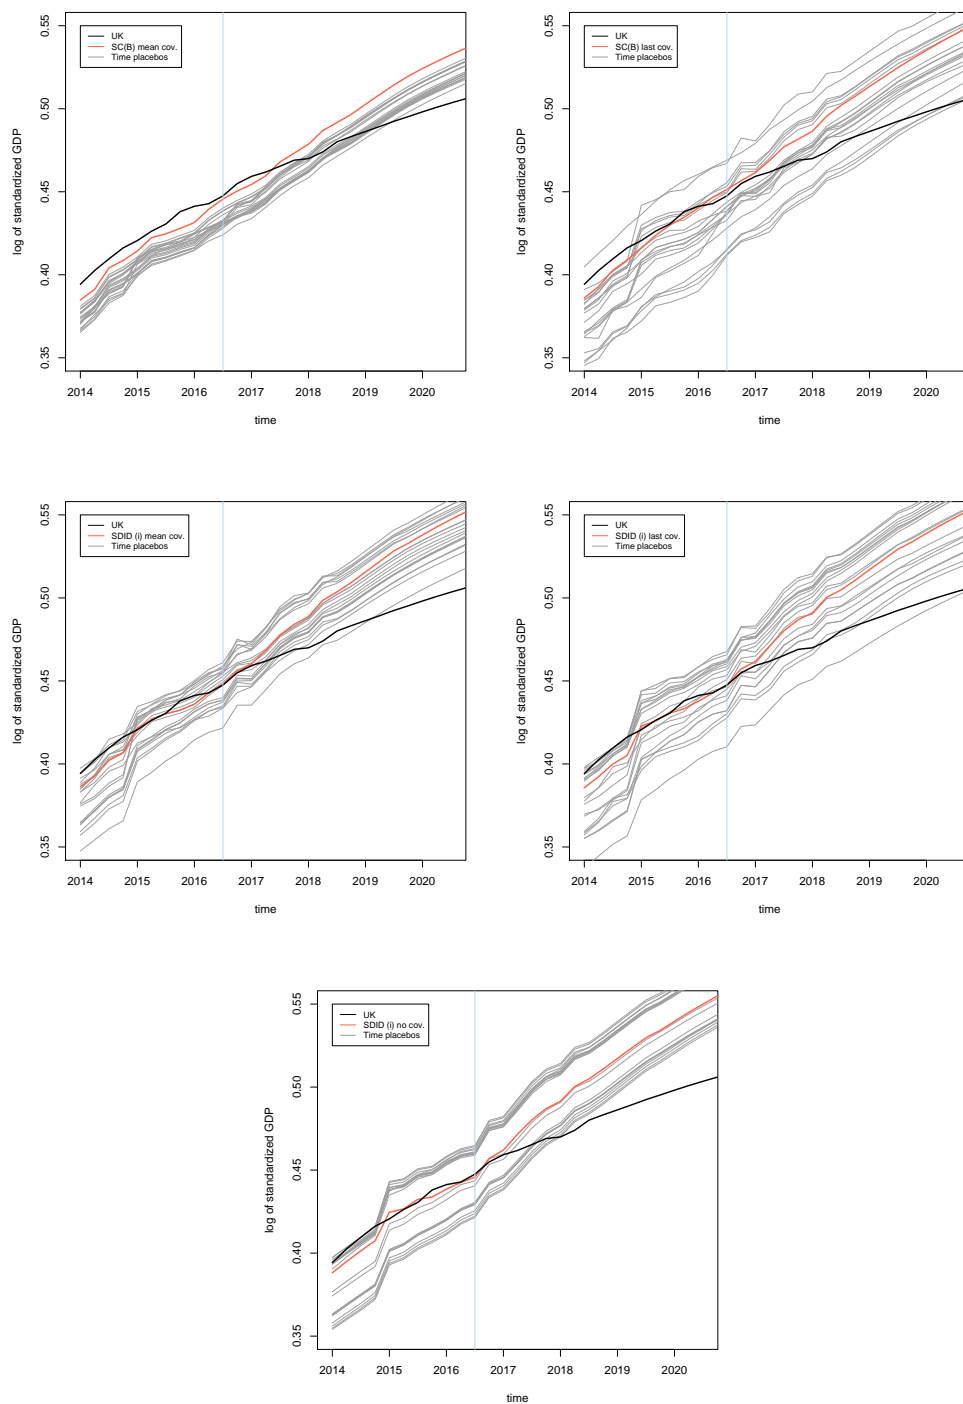 UK
SC(B) mean cov.
Time placebos
log of standardized GDP
0.55
0.50
0.45
0.40
0.35
2014 2015 2016 2017 2018 2019 2020
time
UK
SC(B) last cov.
Time placebos
log of standardized GDP
0.55
0.50
0.45
0.40
0.35
2014 2015 2016 2017 2018 2019 2020
time
UK
SDID (i) mean cov.
Time placebos
log of standardized GDP
0.55
0.50
0.45
0.40
0.35
2014 2015 2016 2017 2018 2019 2020
time
UK
SDID (i) last cov.
Time placebos
log of standardized GDP
0.55
0.50
0.45
0.40
0.35
2014 2015 2016 2017 2018 2019 2020
time
UK
SDID (i) no cov.
Time placebos
log of standardized GDP
0.55
0.50
0.45
0.40
0.35
2014 2015 2016 2017 2018 2019 2020
time